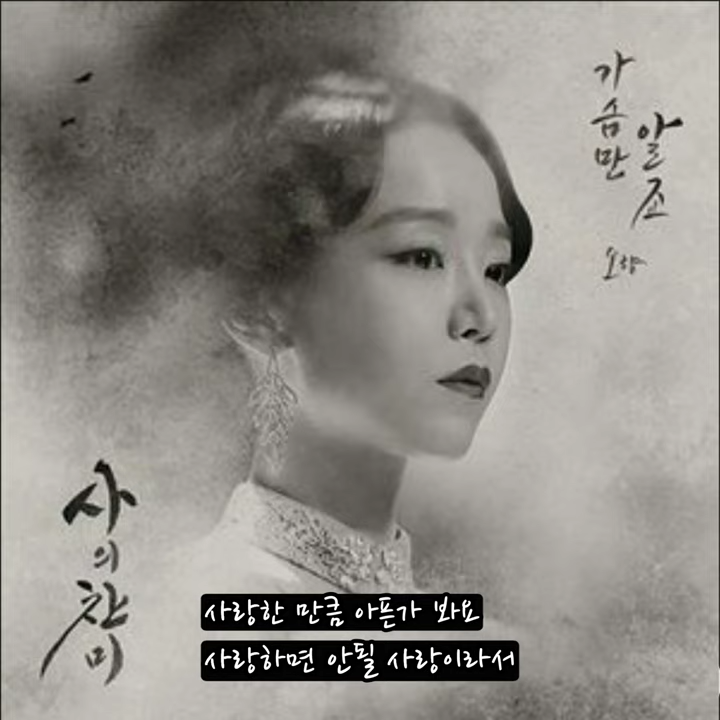 가슴만
알죠
요향
사의찬미
사랑한 만큼 아픈가 봐요
사랑하면 안될 사랑이라서